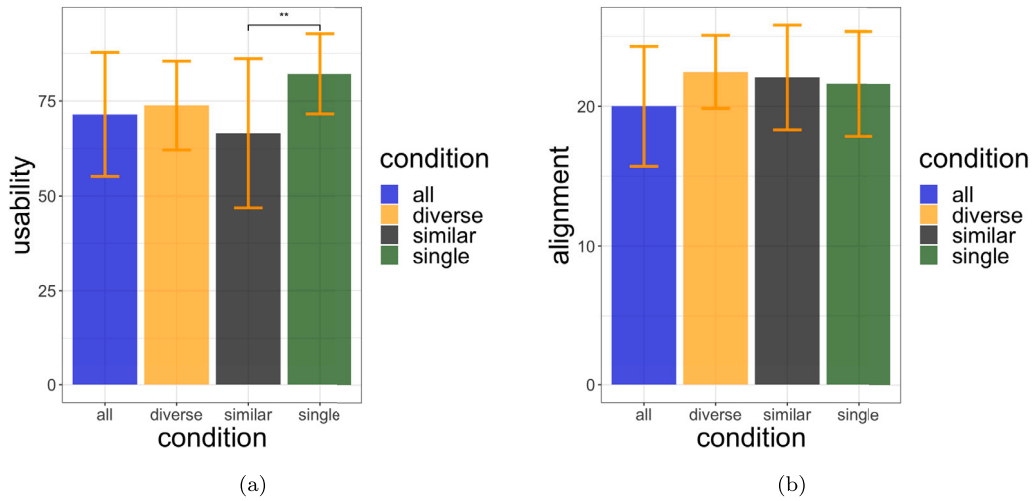 **
usability
75
50
25
0
all diverse similar single
condition
condition
all
diverse
similar
single
(a)
alignment
20
10
0
all diverse similar single
condition
condition
all
diverse
similar
single
(b)